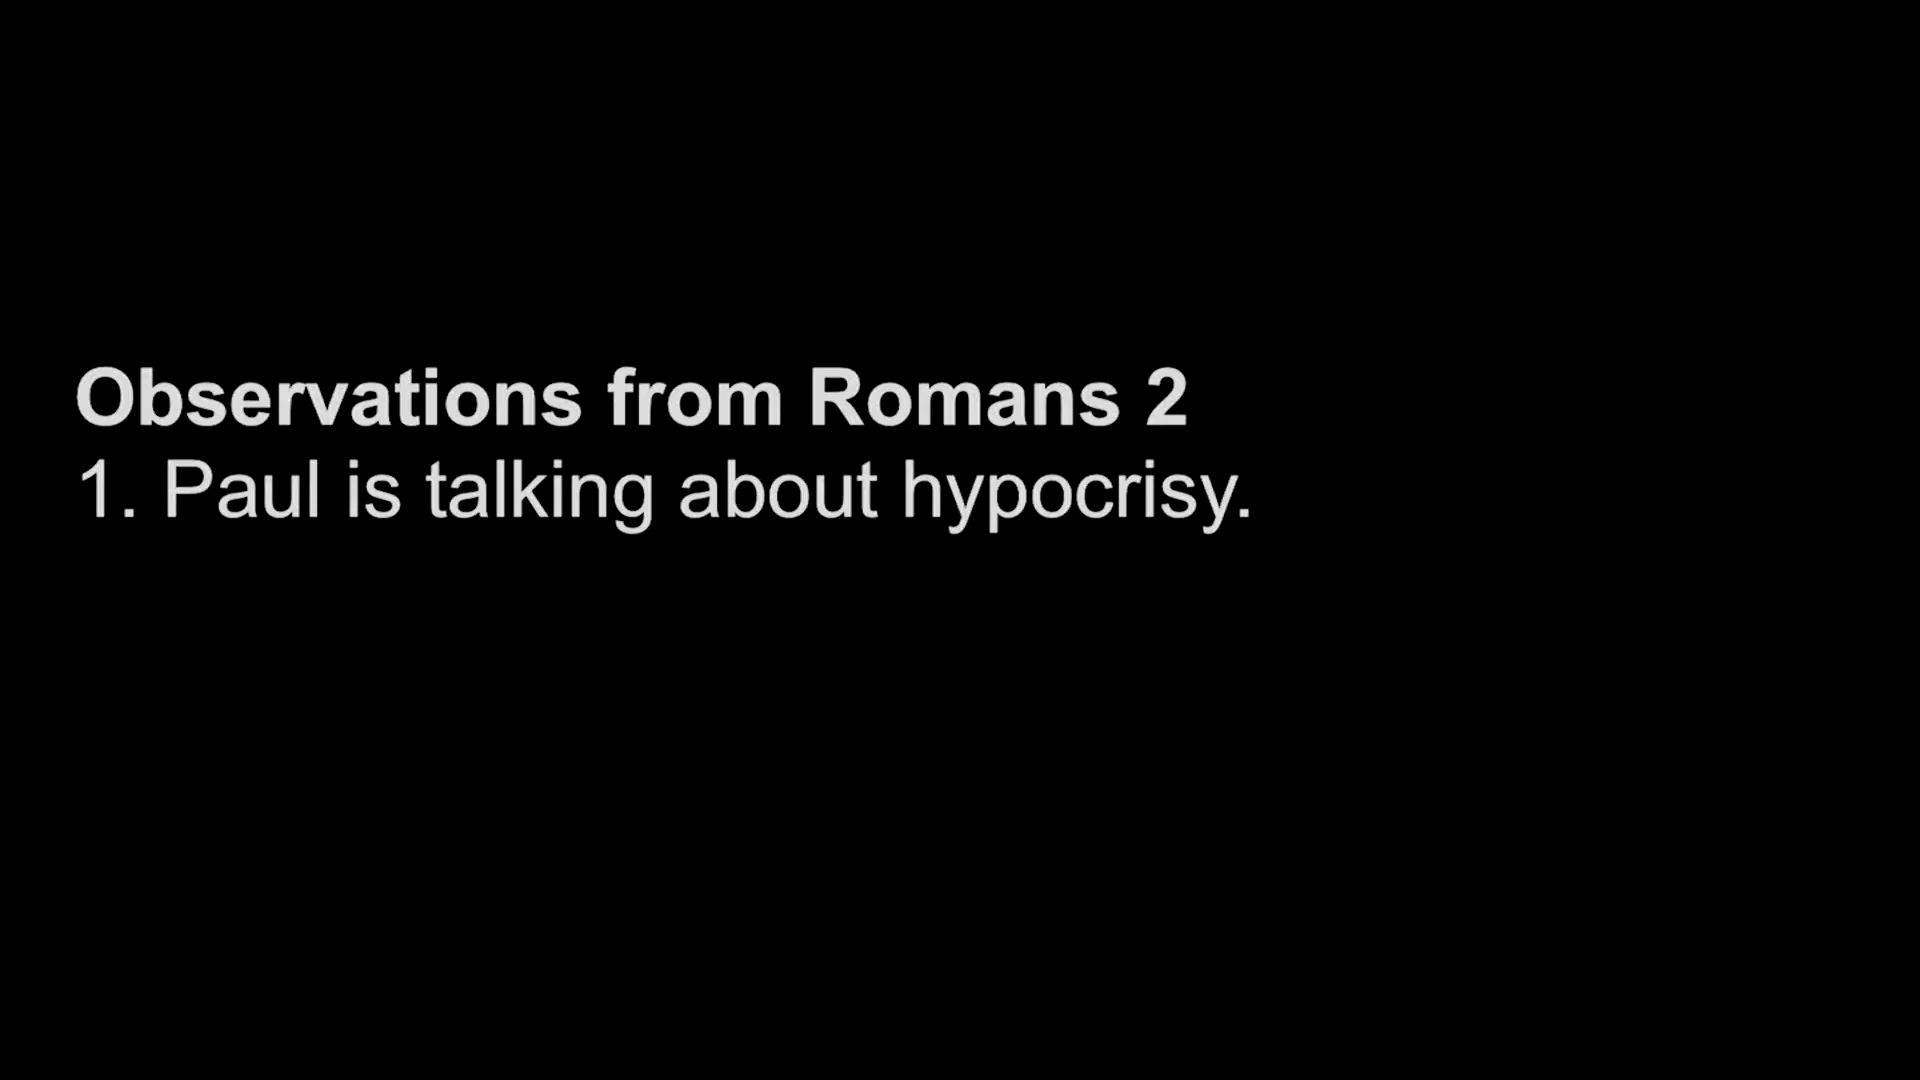 Observations from Romans 2
1. Paul is talking about hypocrisy.